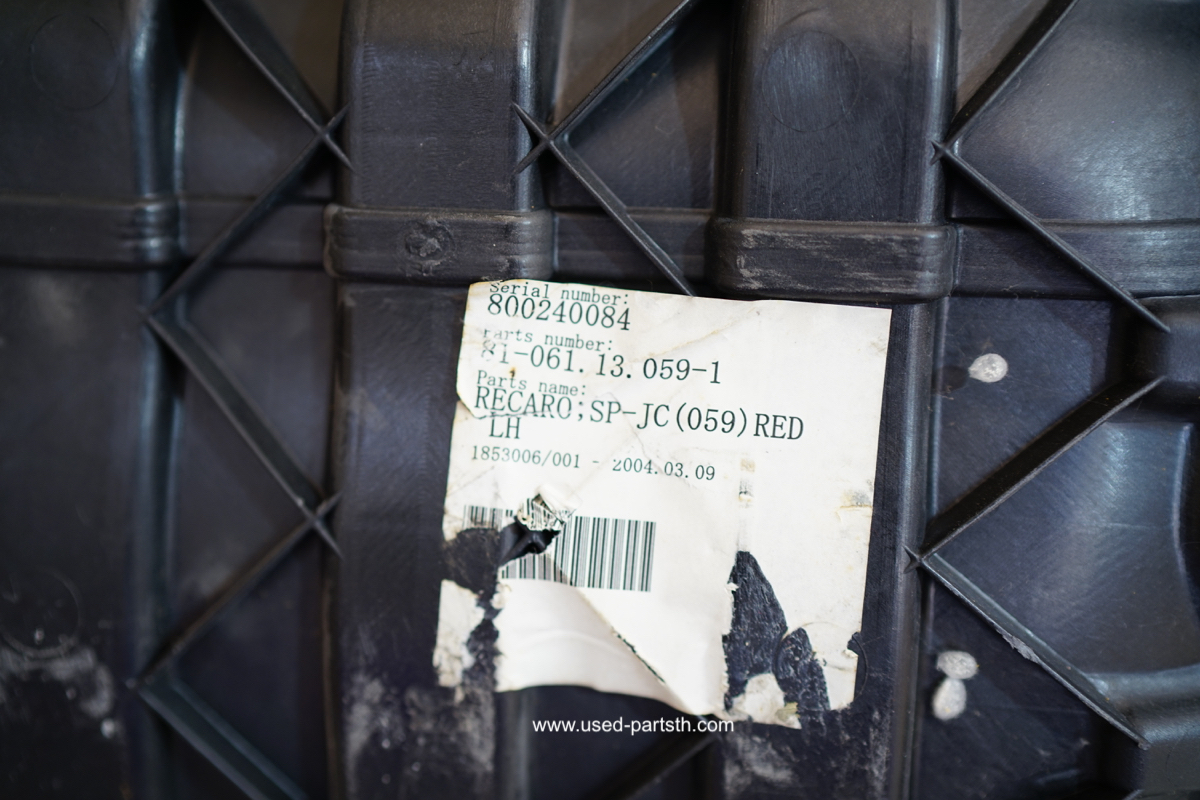 Serial number:
800240084
Parts number:
81-061.13.059-1
Parts name:
RECARO;SP-JC(059)RED
LH
1853006/001 - 2004.03.09
www.used-partsth.com